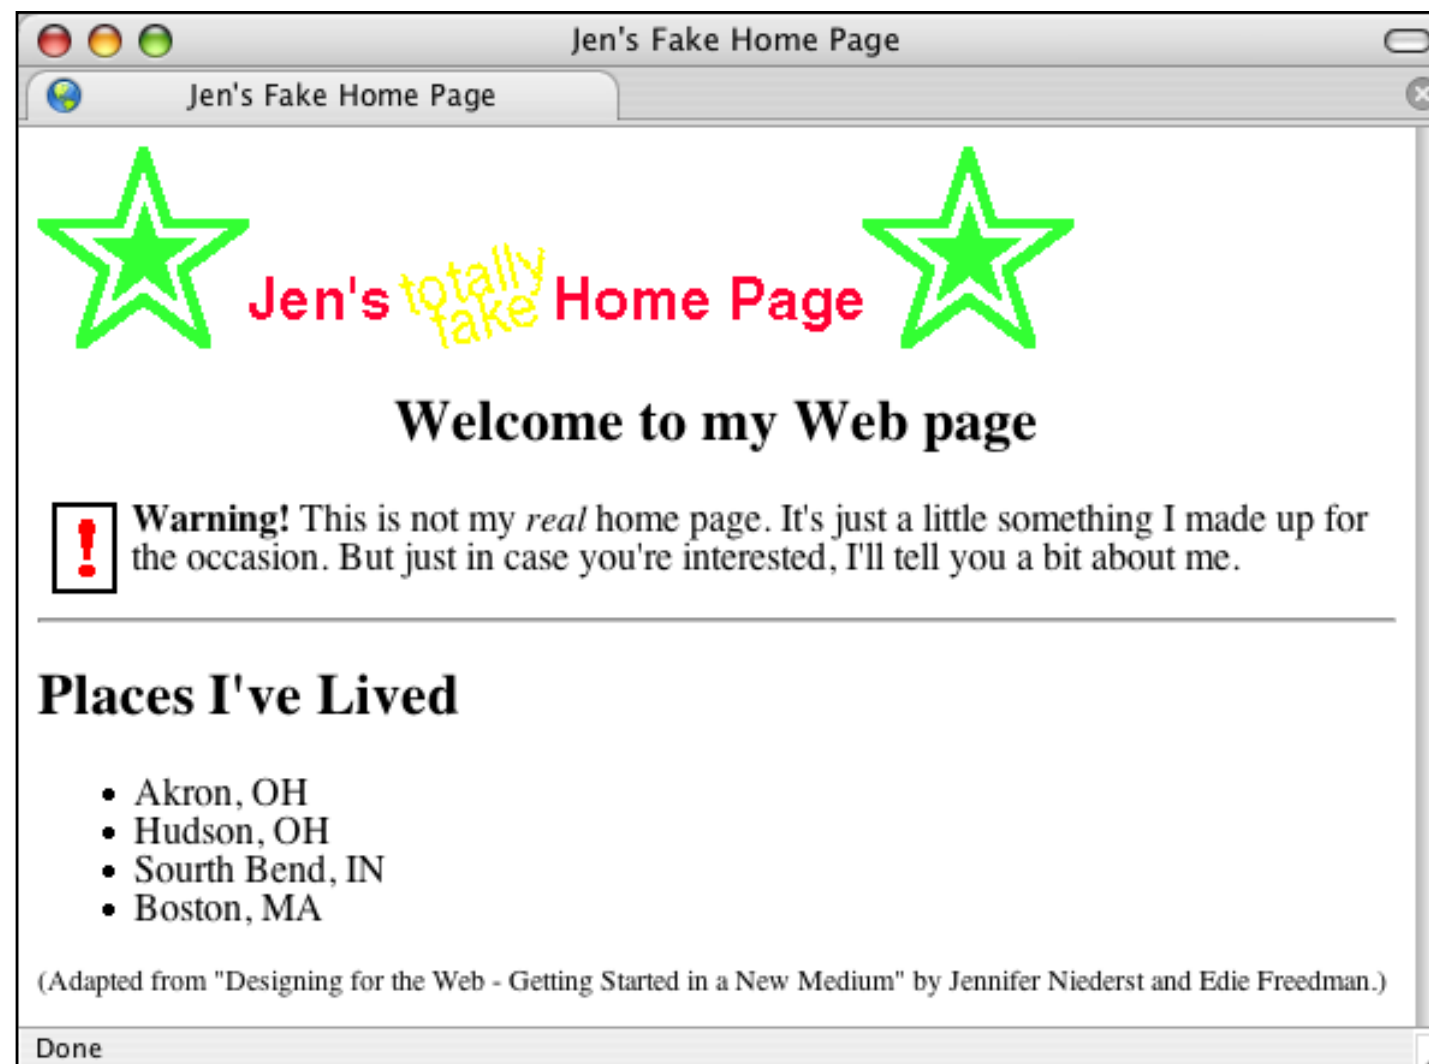 Jen's Fake Home Page
Jen's Fake Home Page
Jen's totally fake Home Page
Welcome to my Web page
! Warning! This is not my real home page. It's just a little something I made up for
the occasion. But just in case you're interested, I'll tell you a bit about me.
Places I've Lived
• Akron, OH
• Hudson, OH
• Sourth Bend, IN
• Boston, MA
(Adapted from "Designing for the Web - Getting Started in a New Medium" by Jennifer Niederst and Edie Freedman.)
Done